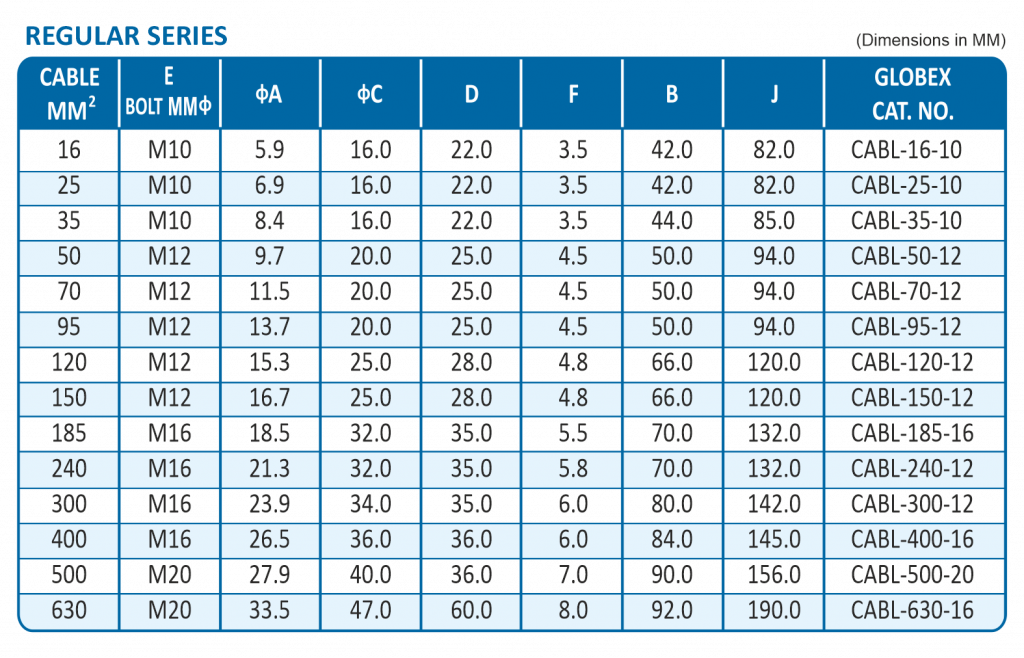 REGULAR SERIES
(Dimensions in MM)
CABLE MM² E BOLT MMΦ ΦA ΦC D F B J GLOBEX CAT. NO.
16 M10 5.9 16.0 22.0 3.5 42.0 82.0 CABL-16-10
25 M10 6.9 16.0 22.0 3.5 42.0 82.0 CABL-25-10
35 M10 8.4 16.0 22.0 3.5 44.0 85.0 CABL-35-10
50 M12 9.7 20.0 25.0 4.5 50.0 94.0 CABL-50-12
70 M12 11.5 20.0 25.0 4.5 50.0 94.0 CABL-70-12
95 M12 13.7 20.0 25.0 4.5 50.0 94.0 CABL-95-12
120 M12 15.3 25.0 28.0 4.8 66.0 120.0 CABL-120-12
150 M12 16.7 25.0 28.0 4.8 66.0 120.0 CABL-150-12
185 M16 18.5 32.0 35.0 5.5 70.0 132.0 CABL-185-16
240 M16 21.3 32.0 35.0 5.8 70.0 132.0 CABL-240-12
300 M16 23.9 34.0 35.0 6.0 80.0 142.0 CABL-300-12
400 M16 26.5 36.0 36.0 6.0 84.0 145.0 CABL-400-16
500 M20 27.9 40.0 36.0 7.0 90.0 156.0 CABL-500-20
630 M20 33.5 47.0 60.0 8.0 92.0 190.0 CABL-630-16